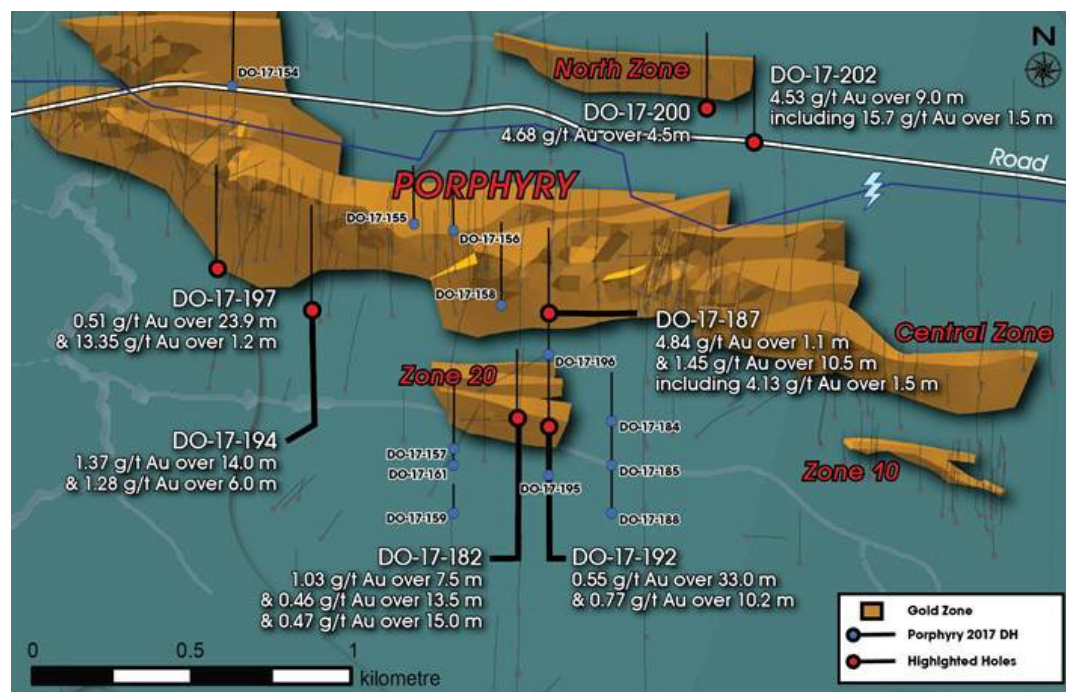 N
DO-17-154
North Zone
DO-17-202
4.53 g/t Au over 9.0 m
including 15.7 g/t Au over 1.5 m
DO-17-200
4.68 g/t Au over 4.5m
Road
PORPHYRY
DO-17-155
DO-17-156
DO-17-158
DO-17-197
0.51 g/t Au over 23.9 m
& 13.35 g/t Au over 1.2 m
DO-17-187
4.84 g/t Au over 1.1 m
& 1.45 g/t Au over 10.5 m
including 4.13 g/t Au over 1.5 m
Central Zone
DO-17-196
Zone 20
DO-17-194
1.37 g/t Au over 14.0 m
& 1.28 g/t Au over 6.0 m
DO-17-184
DO-17-157
DO-17-161
DO-17-185
DO-17-195
Zone 10
DO-17-159
DO-17-188
DO-17-182
1.03 g/t Au over 7.5 m
& 0.46 g/t Au over 13.5 m
& 0.47 g/t Au over 15.0 m
DO-17-192
0.55 g/t Au over 33.0 m
& 0.77 g/t Au over 10.2 m
0 0.5 1
kilometre
Gold Zone
Porphyry 2017 DH
Highlghted Holes